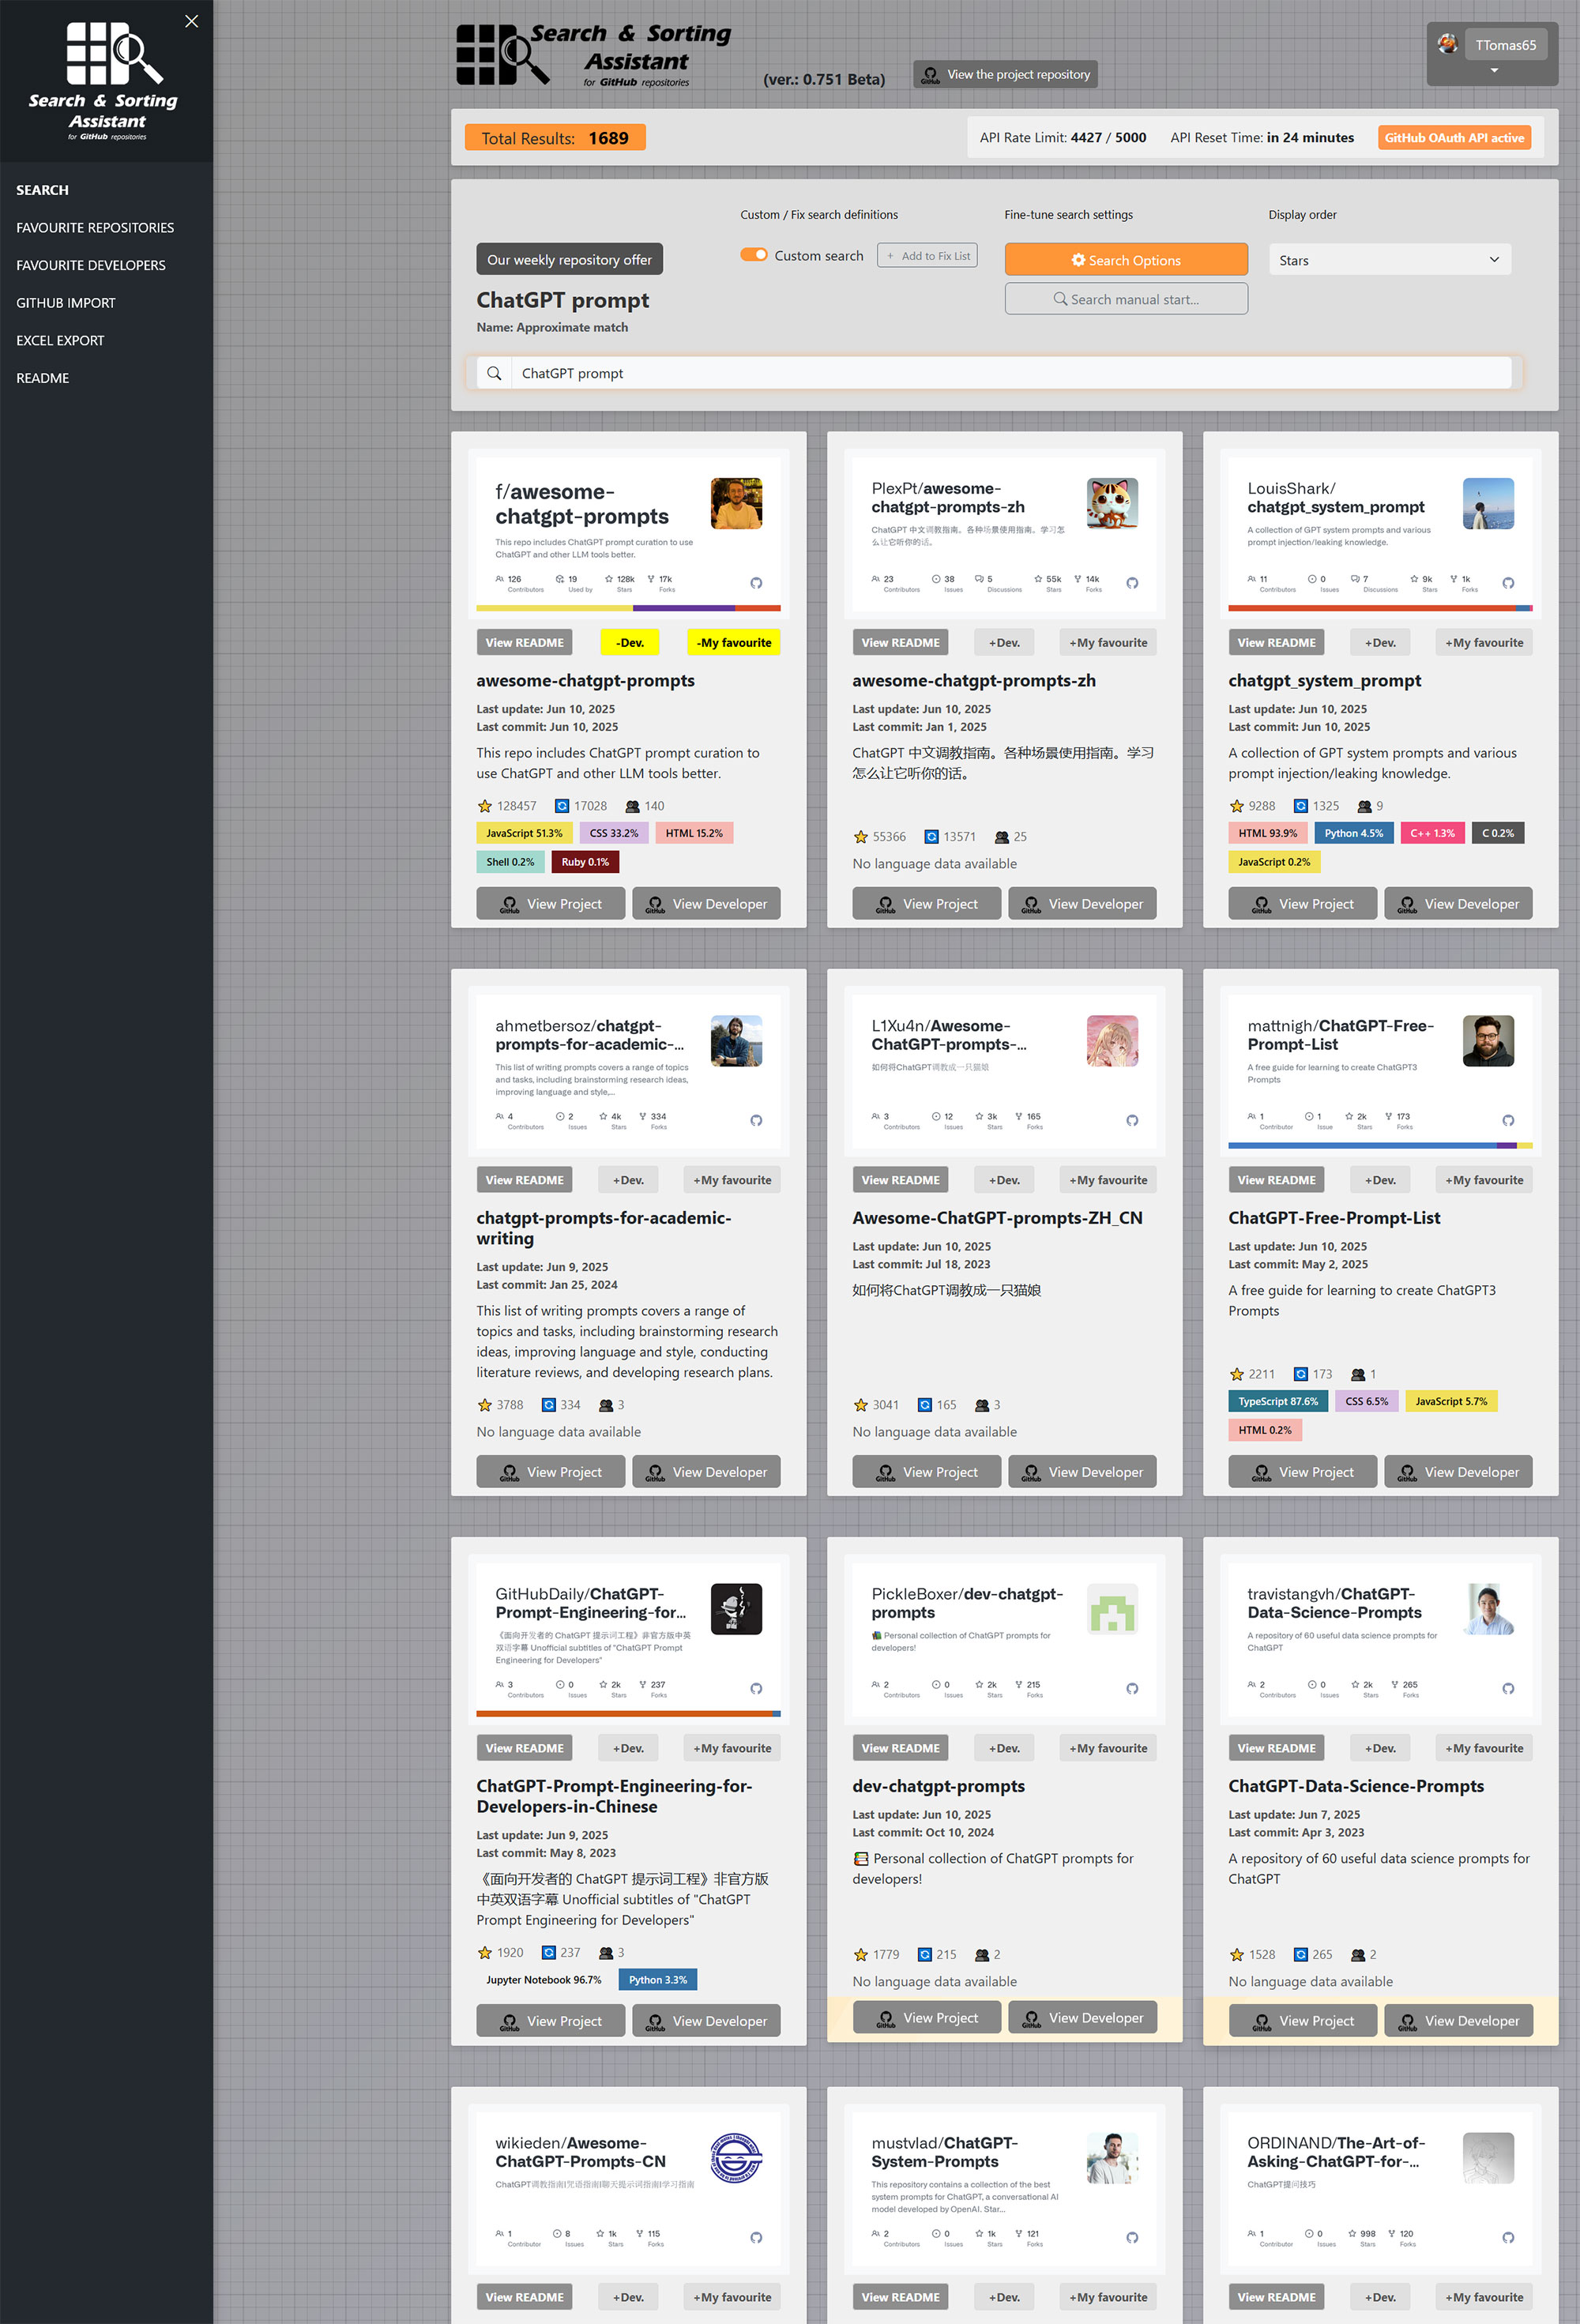 Search & Sorting
Assistant
for GitHub repositories
SEARCH
FAVOURITE REPOSITORIES
FAVOURITE DEVELOPERS
GITHUB IMPORT
EXCEL EXPORT
README
Search & Sorting
Assistant
for GitHub repositories
(ver.: 0.751 Beta)
GitHub View the project repository
TTomas65
Total Results: 1689
API Rate Limit: 4427 / 5000 API Reset Time: in 24 minutes GitHub OAuth API active
Custom / Fix search definitions
Fine-tune search settings
Display order
Our weekly repository offer
Custom search
+ Add to Fix List
Search Options
Stars
Search manual start...
ChatGPT prompt
Name: Approximate match
ChatGPT prompt
f/awesome-
chatgpt-prompts
This repo includes ChatGPT prompt curation to use
ChatGPT and other LLM tools better.
126 19 128k 17k
Contributors Used by Stars Forks
View README -Dev. -My favourite
awesome-chatgpt-prompts
Last update: Jun 10, 2025
Last commit: Jun 10, 2025
This repo includes ChatGPT prompt curation to
use ChatGPT and other LLM tools better.
⭐ 128457 🔄 17028 👥 140
JavaScript 51.3% CSS 33.2% HTML 15.2%
Shell 0.2% Ruby 0.1%
GitHub View Project GitHub View Developer
PlexPt/awesome-
chatgpt-prompts-zh
ChatGPT 中文调教指南。各种场景使用指南。学习怎
么让它听你的话。
23 38 5 55k 14k
Contributors Issues Discussions Stars Forks
View README +Dev. +My favourite
awesome-chatgpt-prompts-zh
Last update: Jun 10, 2025
Last commit: Jan 1, 2025
ChatGPT 中文调教指南。各种场景使用指南。学习
怎么让它听你的话。
⭐ 55366 🔄 13571 👥 25
No language data available
GitHub View Project GitHub View Developer
LouisShark/
chatgpt_system_prompt
A collection of GPT system prompts and various
prompt injection/leaking knowledge.
11 0 7 9k 1k
Contributors Issues Discussions Stars Forks
View README +Dev. +My favourite
chatgpt_system_prompt
Last update: Jun 10, 2025
Last commit: Jun 10, 2025
A collection of GPT system prompts and various
prompt injection/leaking knowledge.
⭐ 9288 🔄 1325 👥 9
HTML 93.9% Python 4.5% C++ 1.3% C 0.2%
JavaScript 0.2%
GitHub View Project GitHub View Developer
ahmetbersoz/chatgpt-
prompts-for-academic-...
This list of writing prompts covers a range of topics
and tasks, including brainstorming research ideas,
improving language and style,...
4 2 4k 334
Contributors Issues Stars Forks
View README +Dev. +My favourite
chatgpt-prompts-for-academic-
writing
Last update: Jun 9, 2025
Last commit: Jan 25, 2024
This list of writing prompts covers a range of
topics and tasks, including brainstorming research
ideas, improving language and style, conducting
literature reviews, and developing research plans.
⭐ 3788 🔄 334 👥 3
No language data available
GitHub View Project GitHub View Developer
L1Xu4n/Awesome-
ChatGPT-prompts-...
如何将ChatGPT调教成一只猫娘
3 12 3k 165
Contributors Issues Stars Forks
View README +Dev. +My favourite
Awesome-ChatGPT-prompts-ZH_CN
Last update: Jun 10, 2025
Last commit: Jul 18, 2023
如何将ChatGPT调教成一只猫娘
⭐ 3041 🔄 165 👥 3
No language data available
GitHub View Project GitHub View Developer
mattnigh/ChatGPT-Free-
Prompt-List
A free guide for learning to create ChatGPT3
Prompts
1 1 2k 173
Contributor Issue Stars Forks
View README +Dev. +My favourite
ChatGPT-Free-Prompt-List
Last update: Jun 10, 2025
Last commit: May 2, 2025
A free guide for learning to create ChatGPT3
Prompts
⭐ 2211 🔄 173 👥 1
TypeScript 87.6% CSS 6.5% JavaScript 5.7%
HTML 0.2%
GitHub View Project GitHub View Developer
GitHubDaily/ChatGPT-
Prompt-Engineering-for...
《面向开发者的 ChatGPT 提示词工程》非官方版中英
双语字幕 Unofficial subtitles of "ChatGPT Prompt
Engineering for Developers"
3 0 2k 237
Contributors Issues Stars Forks
View README +Dev. +My favourite
ChatGPT-Prompt-Engineering-for-
Developers-in-Chinese
Last update: Jun 9, 2025
Last commit: May 8, 2023
《面向开发者的 ChatGPT 提示词工程》非官方版
中英双语字幕 Unofficial subtitles of "ChatGPT
Prompt Engineering for Developers"
⭐ 1920 🔄 237 👥 3
Jupyter Notebook 96.7% Python 3.3%
GitHub View Project GitHub View Developer
PickleBoxer/dev-chatgpt-
prompts
📚 Personal collection of ChatGPT prompts for
developers!
2 0 2k 215
Contributors Issues Stars Forks
View README +Dev. +My favourite
dev-chatgpt-prompts
Last update: Jun 10, 2025
Last commit: Oct 10, 2024
📚 Personal collection of ChatGPT prompts for
developers!
⭐ 1779 🔄 215 👥 2
No language data available
GitHub View Project GitHub View Developer
travistangvh/ChatGPT-
Data-Science-Prompts
A repository of 60 useful data science prompts for
ChatGPT
2 0 2k 265
Contributors Issues Stars Forks
View README +Dev. +My favourite
ChatGPT-Data-Science-Prompts
Last update: Jun 7, 2025
Last commit: Apr 3, 2023
A repository of 60 useful data science prompts for
ChatGPT
⭐ 1528 🔄 265 👥 2
No language data available
GitHub View Project GitHub View Developer
wikieden/Awesome-
ChatGPT-Prompts-CN
ChatGPT调教指南|咒语指南|聊天提示词指南|学习指南
1 8 1k 115
Contributor Issues Stars Forks
View README +Dev. +My favourite
mustvlad/ChatGPT-
System-Prompts
This repository contains a collection of the best
system prompts for ChatGPT, a conversational AI
model developed by OpenAI. Star...
2 0 1k 121
Contributors Issues Stars Forks
View README +Dev. +My favourite
ORDINAND/The-Art-of-
Asking-ChatGPT-for-...
ChatGPT提问技巧
1 0 998 120
Contributor Issues Stars Forks
View README +Dev. +My favourite